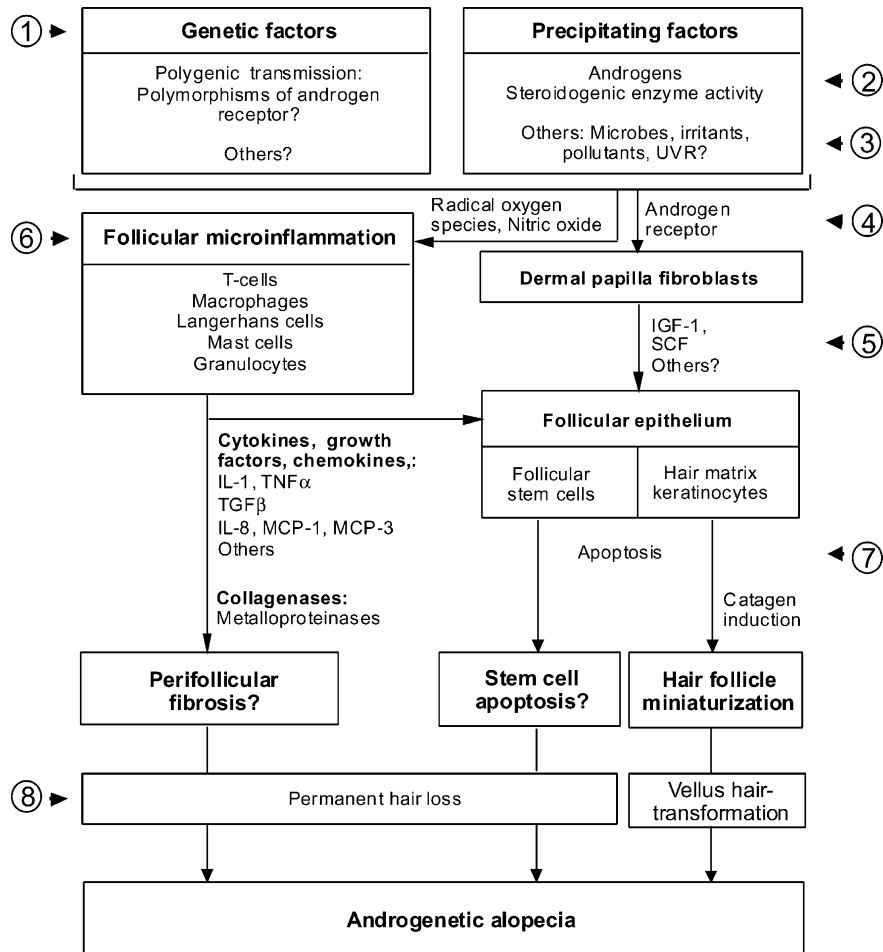 ①
Genetic factors
Polygenic transmission:
Polymorphisms of androgen
receptor?
Others?
Precipitating factors
Androgens
Steroidogenic enzyme activity
Others: Microbes, irritants,
pollutants, UVR?
②
③
Radical oxygen
species, Nitric oxide
Androgen
receptor
④
⑥
Follicular microinflammation
T-cells
Macrophages
Langerhans cells
Mast cells
Granulocytes
Dermal papilla fibroblasts
IGF-1,
SCF
Others?
⑤
Follicular epithelium
Follicular
stem cells
Hair matrix
keratinocytes
Cytokines, growth
factors, chemokines,:
IL-1, TNFα
TGFβ
IL-8, MCP-1, MCP-3
Others
Collagenases:
Metalloproteinases
Apoptosis
⑦
Catagen
induction
Perifollicular
fibrosis?
Stem cell
apoptosis?
Hair follicle
miniaturization
⑧
Permanent hair loss
Vellus hair-
transformation
Androgenetic alopecia